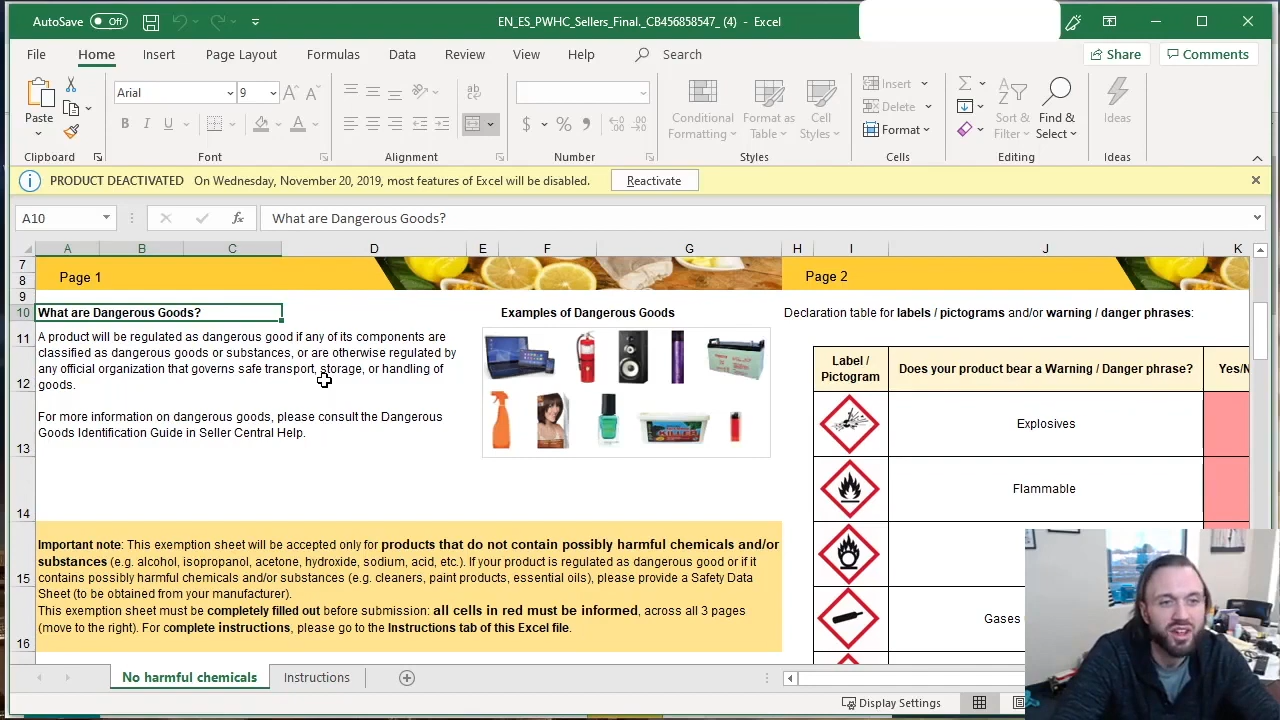 AutoSave Off
EN_ES_PWHC_Sellers_Final._CB456858547_ (4) - Excel
File Home Insert Page Layout Formulas Data Review View Help Search Share Comments
Paste
Arial 9
B I U A
ab
$ % ,
Conditional Formatting
Format as Table
Cell Styles
Insert
Delete
Format
Sort & Filter
Find & Select
Ideas
Clipboard Font Alignment Number Styles Cells Editing Ideas
PRODUCT DEACTIVATED On Wednesday, November 20, 2019, most features of Excel will be disabled. Reactivate
A10 fx What are Dangerous Goods?
A B C D E F G H I J K
7
8
9
10
11
12
13
14
15
16
Page 1
Page 2
What are Dangerous Goods?
A product will be regulated as dangerous good if any of its components are
classified as dangerous goods or substances, or are otherwise regulated by
any official organization that governs safe transport, storage, or handling of
goods.
For more information on dangerous goods, please consult the Dangerous
Goods Identification Guide in Seller Central Help.
Examples of Dangerous Goods
Important note: This exemption sheet will be accepted only for products that do not contain possibly harmful chemicals and/or
substances (e.g. alcohol, isopropanol, acetone, hydroxide, sodium, acid, etc.). If your product is regulated as dangerous good or if it
contains possibly harmful chemicals and/or substances (e.g. cleaners, paint products, essential oils), please provide a Safety Data
Sheet (to be obtained from your manufacturer).
This exemption sheet must be completely filled out before submission: all cells in red must be informed, across all 3 pages
(move to the right). For complete instructions, please go to the Instructions tab of this Excel file.
Declaration table for labels / pictograms and/or warning / danger phrases:
Label / Pictogram
Does your product bear a Warning / Danger phrase?
Yes/N
Explosives
Flammable
Gases
No harmful chemicals Instructions
Display Settings